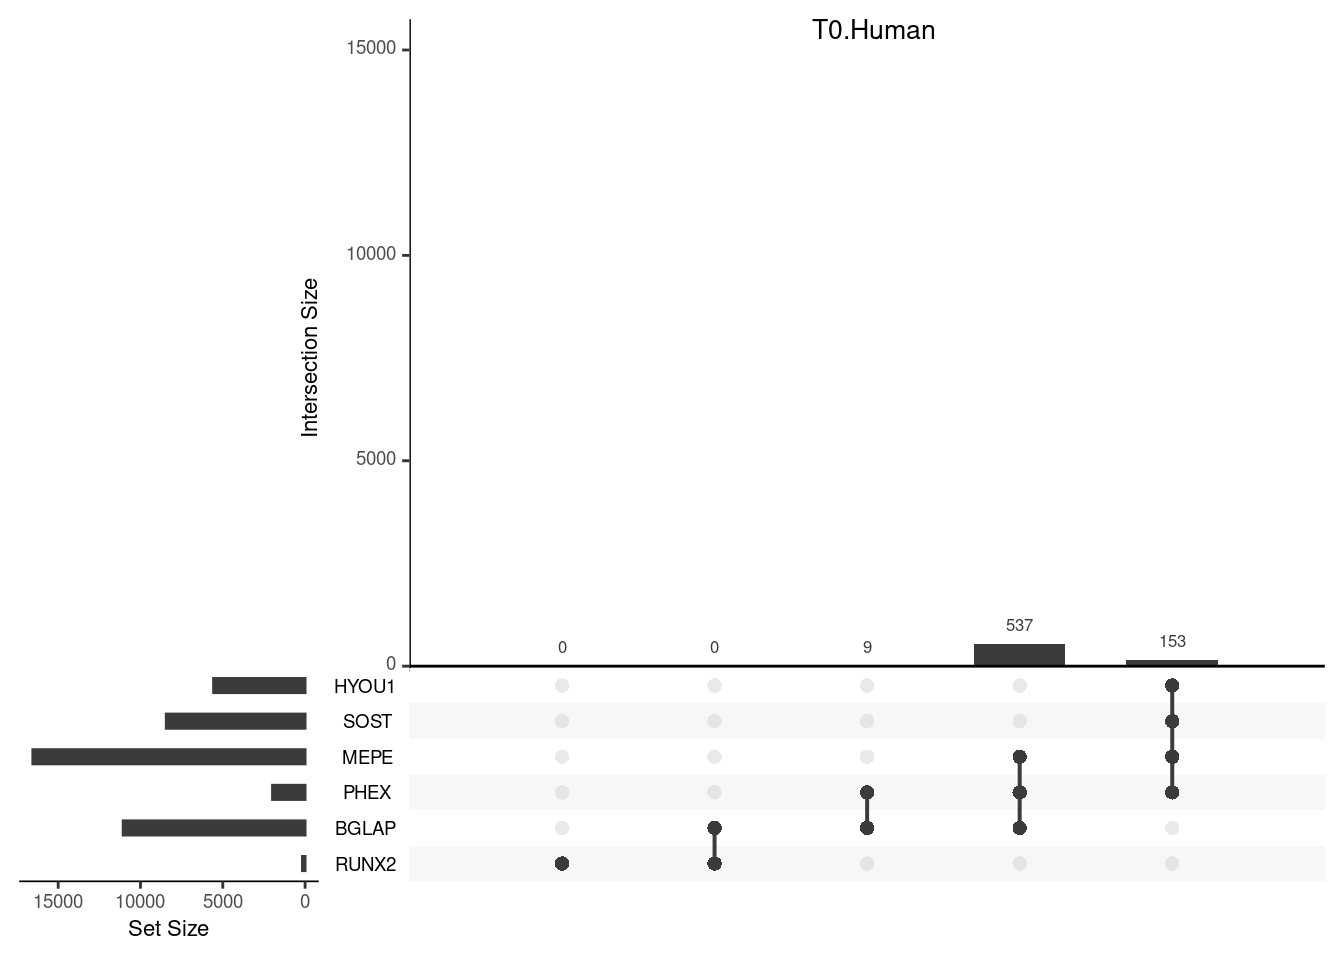 T0.Human
15000
10000
5000
0
Intersection Size
0
0
9
537
153
HYOU1
SOST
MEPE
PHEX
BGLAP
RUNX2
15000 10000 5000 0
Set Size